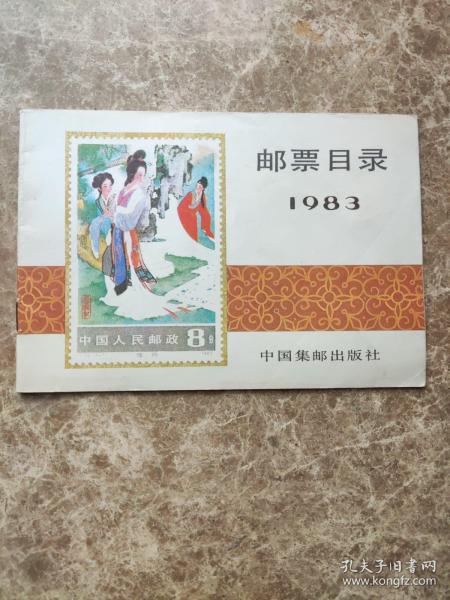 邮票目录
1983
中国人民邮政 8分
中国集邮出版社
孔夫子旧书网
www.kongfz.com